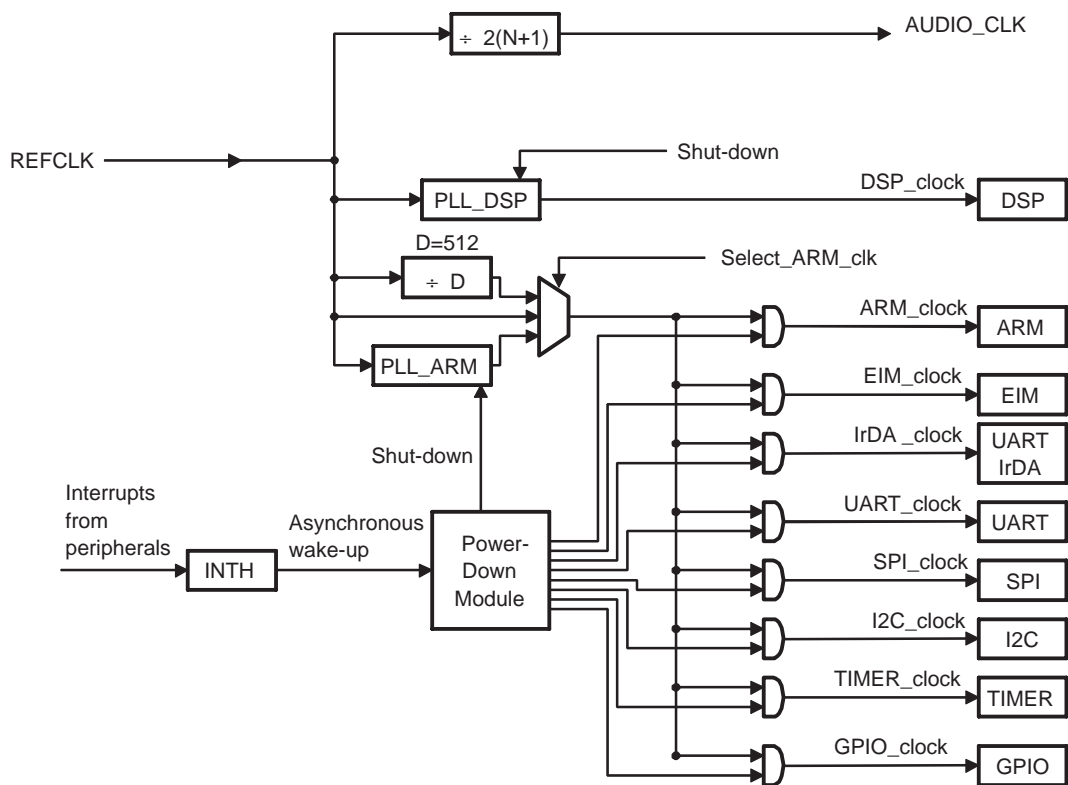 ÷ 2(N+1)
AUDIO_CLK
REFCLK
Shut-down
PLL_DSP
DSP_clock
DSP
D=512
÷ D
Select_ARM_clk
PLL_ARM
ARM_clock
ARM
EIM_clock
EIM
Shut-down
IrDA _clock
UART
IrDA
Interrupts
from
peripherals
INTH
Asynchronous
wake-up
Power-
Down
Module
UART_clock
UART
SPI_clock
SPI
I2C_clock
I2C
TIMER_clock
TIMER
GPIO_clock
GPIO